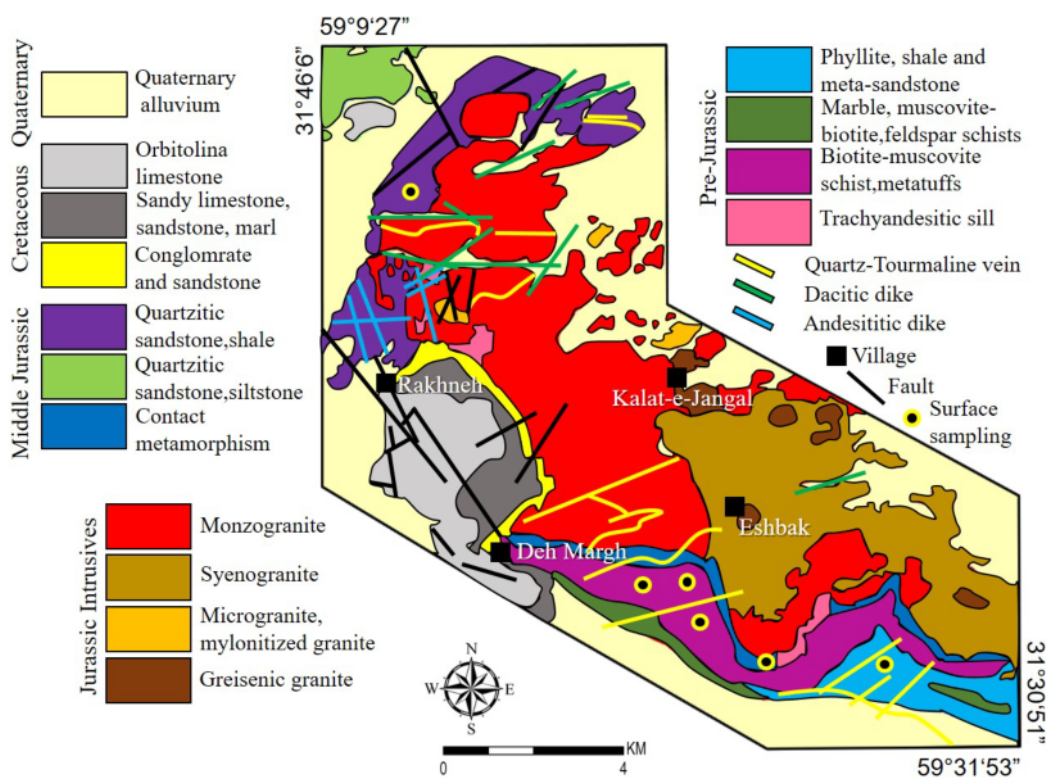 59°9'27”
31°46'6”
Quaternary
Quaternary
alluvium
Cretaceous
Orbitolina
limestone
Sandy limestone,
sandstone, marl
Conglomrate
and sandstone
Middle Jurassic
Quartzitic
sandstone,shale
Quartzitic
sandstone,siltstone
Contact
metamorphism
Jurassic Intrusives
Monzogranite
Syenogranite
Microgranite,
mylonitized granite
Greisenic granite
Pre-Jurassic
Phyllite, shale and
meta-sandstone
Marble, muscovite-
biotite,feldspar schists
Biotite-muscovite
schist,metatuffs
Trachyandesitic sill
Quartz-Tourmaline vein
Dacitic dike
Andesititic dike
Village
Fault
Surface
sampling
Rakhneh
Kalat-e-Jangal
Eshbak
Deh Margh
N
W E
S
KM
0 4
31°30'51”
59°31'53”